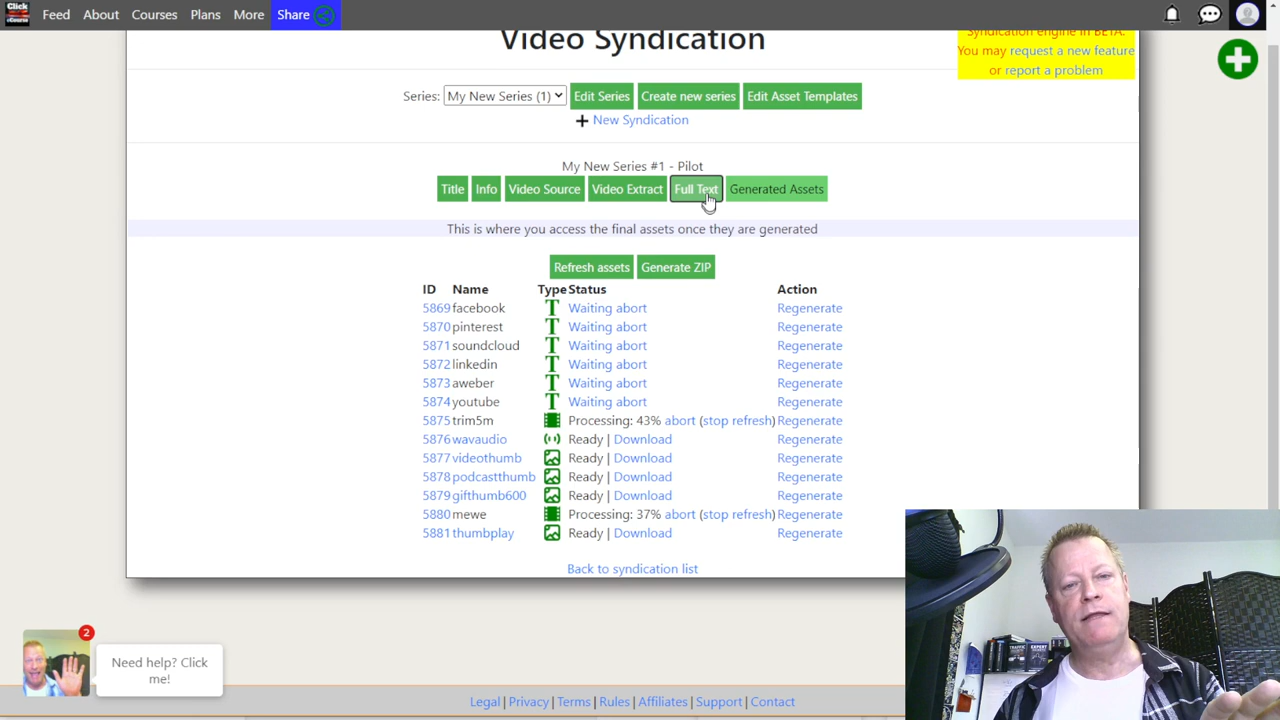 Click
eCourse
Feed About Courses Plans More Share
Video Syndication
Syndication engine in BETA.
You may request a new feature
or report a problem
Series: My New Series (1) Edit Series Create new series Edit Asset Templates
New Syndication
My New Series #1 - Pilot
Title Info Video Source Video Extract Full Text Generated Assets
This is where you access the final assets once they are generated
Refresh assets Generate ZIP
ID Name Type Status Action
5869 facebook T Waiting abort Regenerate
5870 pinterest T Waiting abort Regenerate
5871 soundcloud T Waiting abort Regenerate
5872 linkedin T Waiting abort Regenerate
5873 aweber T Waiting abort Regenerate
5874 youtube T Waiting abort Regenerate
5875 trim5m Processing: 43% abort (stop refresh) Regenerate
5876 wavaudio Ready | Download Regenerate
5877 videothumb Ready | Download Regenerate
5878 podcastthumb Ready | Download Regenerate
5879 gifthumb600 Ready | Download Regenerate
5880 mewe Processing: 37% abort (stop refresh) Regenerate
5881 thumbplay Ready | Download Regenerate
Back to syndication list
2
Need help? Click
me!
TRAFFIC
EXPERT
Legal | Privacy | Terms | Rules | Affiliates | Support | Contact